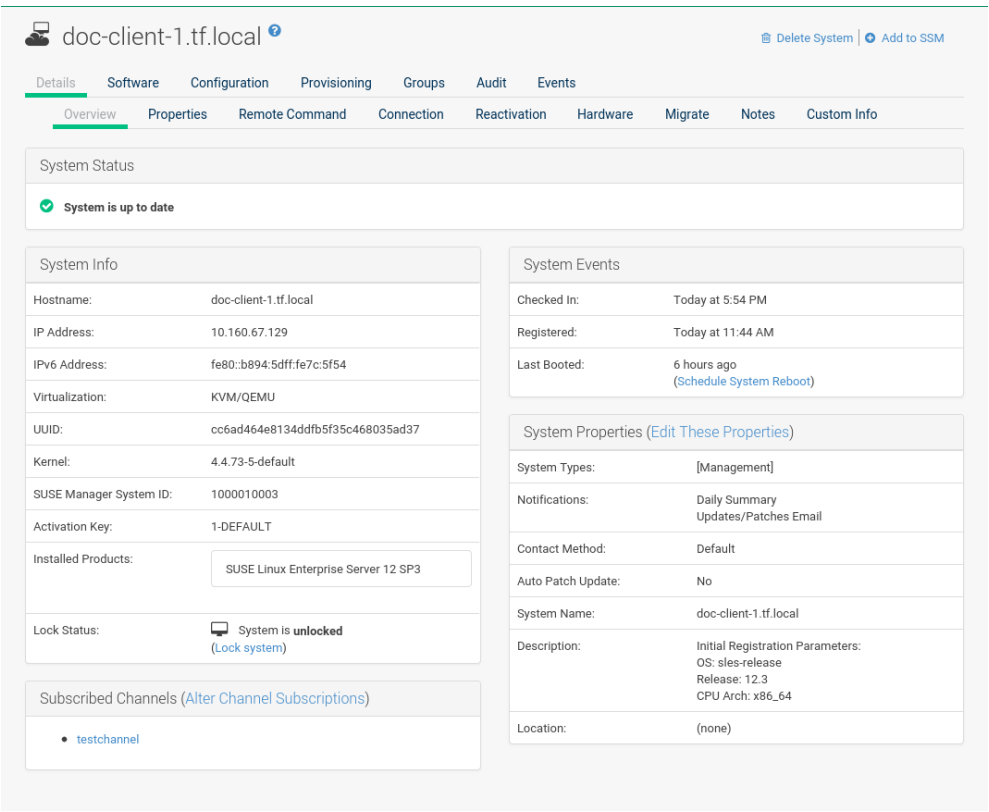 doc-client-1.tf.local ?
Delete System | Add to SSM
Details Software Configuration Provisioning Groups Audit Events
Overview Properties Remote Command Connection Reactivation Hardware Migrate Notes Custom Info
System Status
System is up to date
System Info
Hostname: doc-client-1.tf.local
IP Address: 10.160.67.129
IPv6 Address: fe80::b894:5dff:fe7c:5f54
Virtualization: KVM/QEMU
UUID: cc6ad464e8134ddfb5f35c468035ad37
Kernel: 4.4.73-5-default
SUSE Manager System ID: 1000010003
Activation Key: 1-DEFAULT
Installed Products: SUSE Linux Enterprise Server 12 SP3
Lock Status: System is unlocked
(Lock system)
Subscribed Channels (Alter Channel Subscriptions)
• testchannel
System Events
Checked In: Today at 5:54 PM
Registered: Today at 11:44 AM
Last Booted: 6 hours ago
(Schedule System Reboot)
System Properties (Edit These Properties)
System Types: [Management]
Notifications: Daily Summary
Updates/Patches Email
Contact Method: Default
Auto Patch Update: No
System Name: doc-client-1.tf.local
Description: Initial Registration Parameters:
OS: sles-release
Release: 12.3
CPU Arch: x86_64
Location: (none)